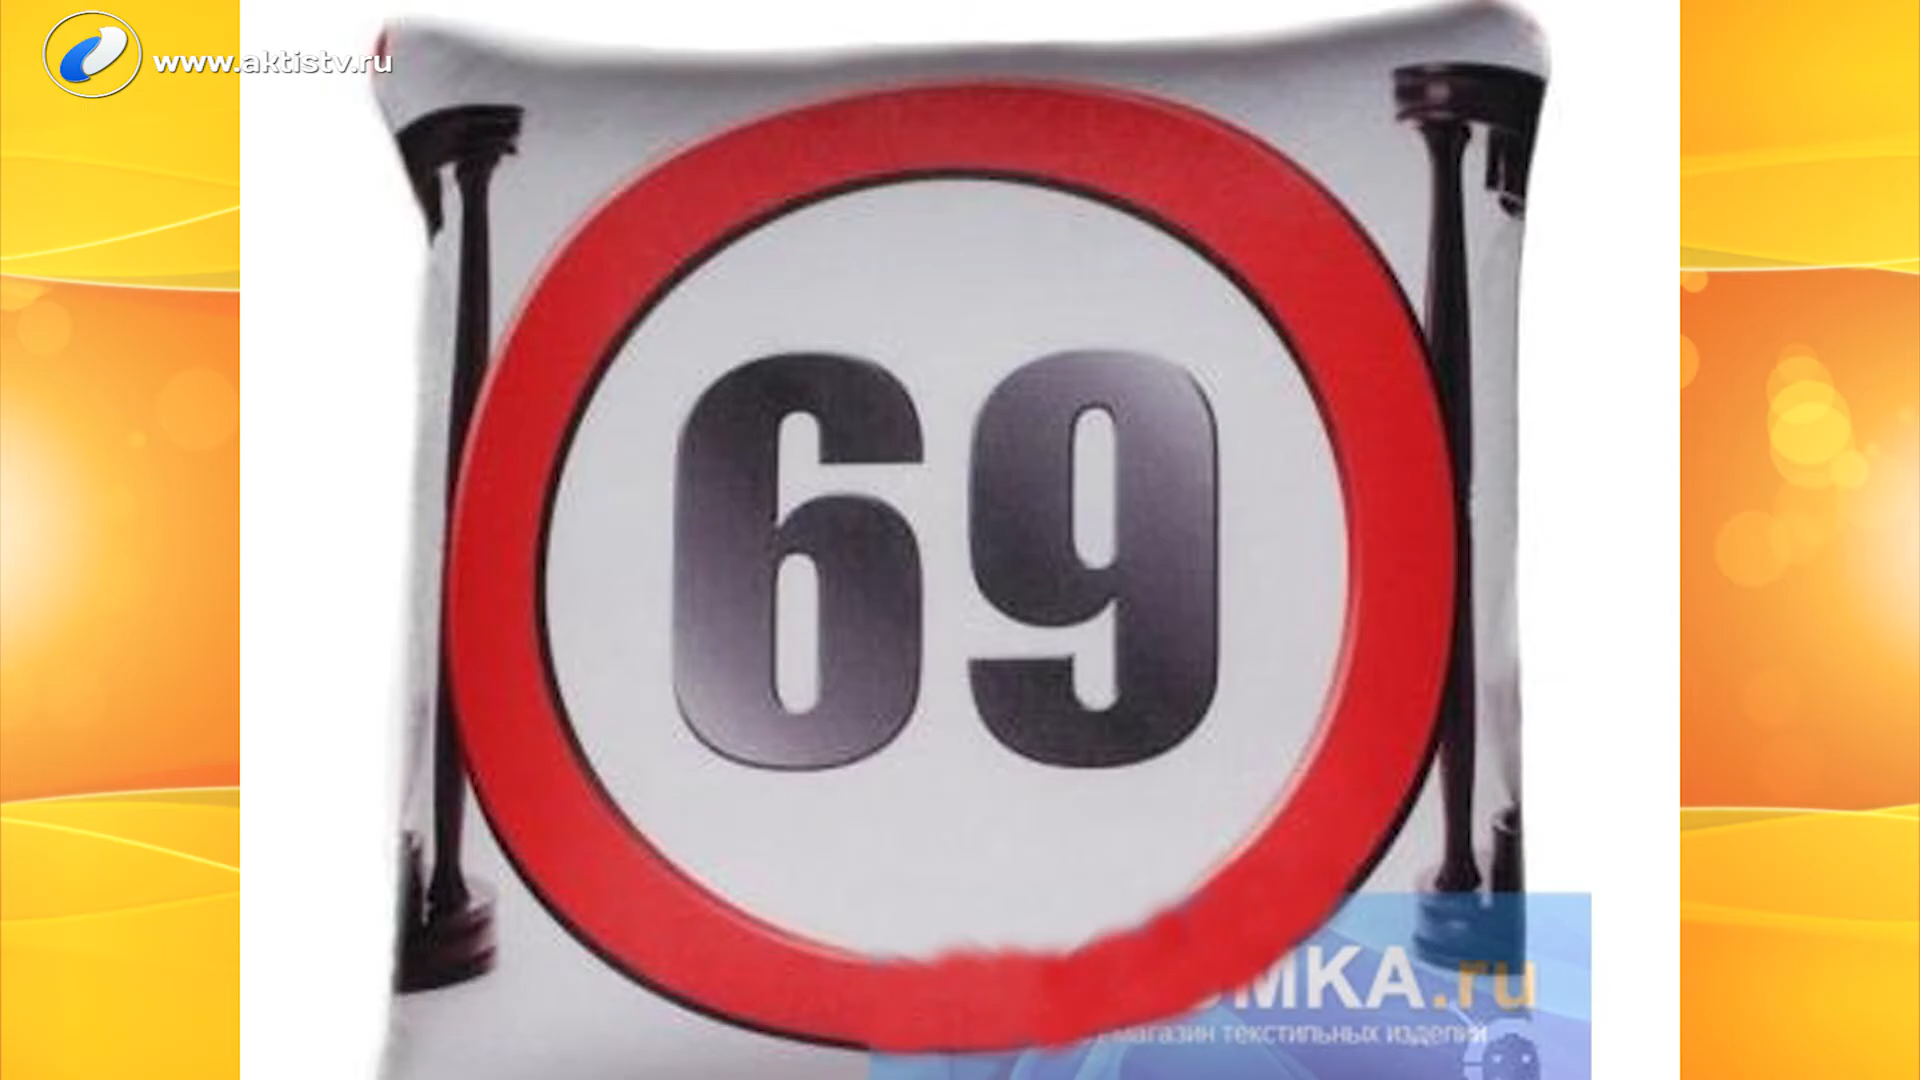 www.aktistv.ru
69
МКА.ru
магазин текстильных изделий